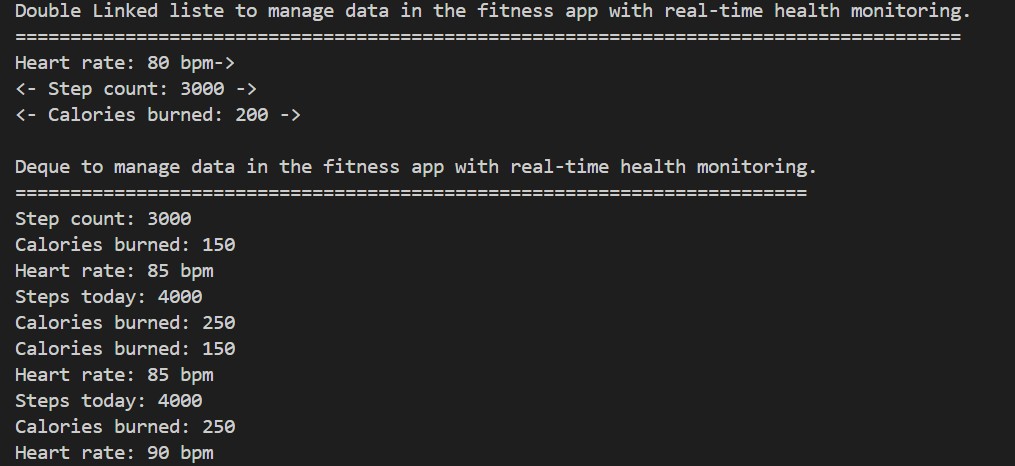 Double Linked liste to manage data in the fitness app with real-time health monitoring.
======================================================================================
Heart rate: 80 bpm->
<- Step count: 3000 ->
<- Calories burned: 200 ->
Deque to manage data in the fitness app with real-time health monitoring.
========================================================================
Step count: 3000
Calories burned: 150
Heart rate: 85 bpm
Steps today: 4000
Calories burned: 250
Calories burned: 150
Heart rate: 85 bpm
Steps today: 4000
Calories burned: 250
Heart rate: 90 bpm